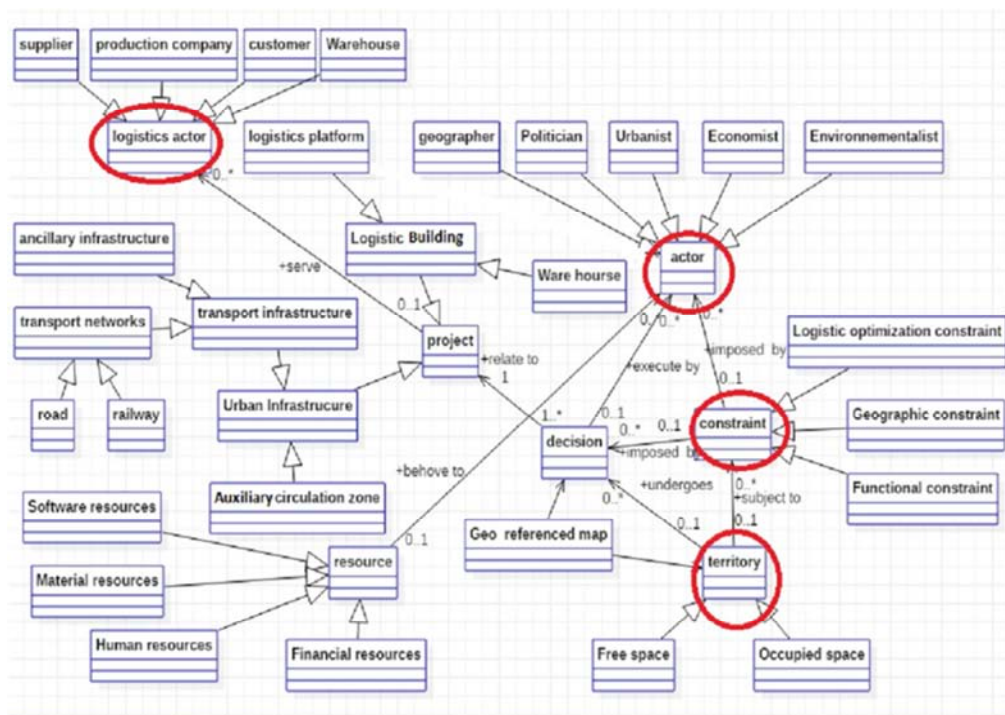 supplier
production company
customer
Warehouse
logistics actor
logistics platform
geographer
Politician
Urbanist
Economist
Environnementalist
0..*
ancillary infrastructure
Logistic Building
actor
+serve
Ware hourse
0..1
transport networks
transport infrastructure
project
0..*
0..*
0..*
Logistic optimization constraint
+relate to
1
+imposed by
+execute by
0..1
road
railway
Urban Infrastrucure
1..*
0..1
0..*
0..1
constraint
Geographic constraint
decision
+imposed by
+behove to
+undergoes
Auxiliary circulation zone
0..*
0..*
Functional constraint
Software resources
+subject to
0..1
0..1
0..1
Geo referenced map
resource
territory
Material resources
Human resources
Financial resources
Free space
Occupied space